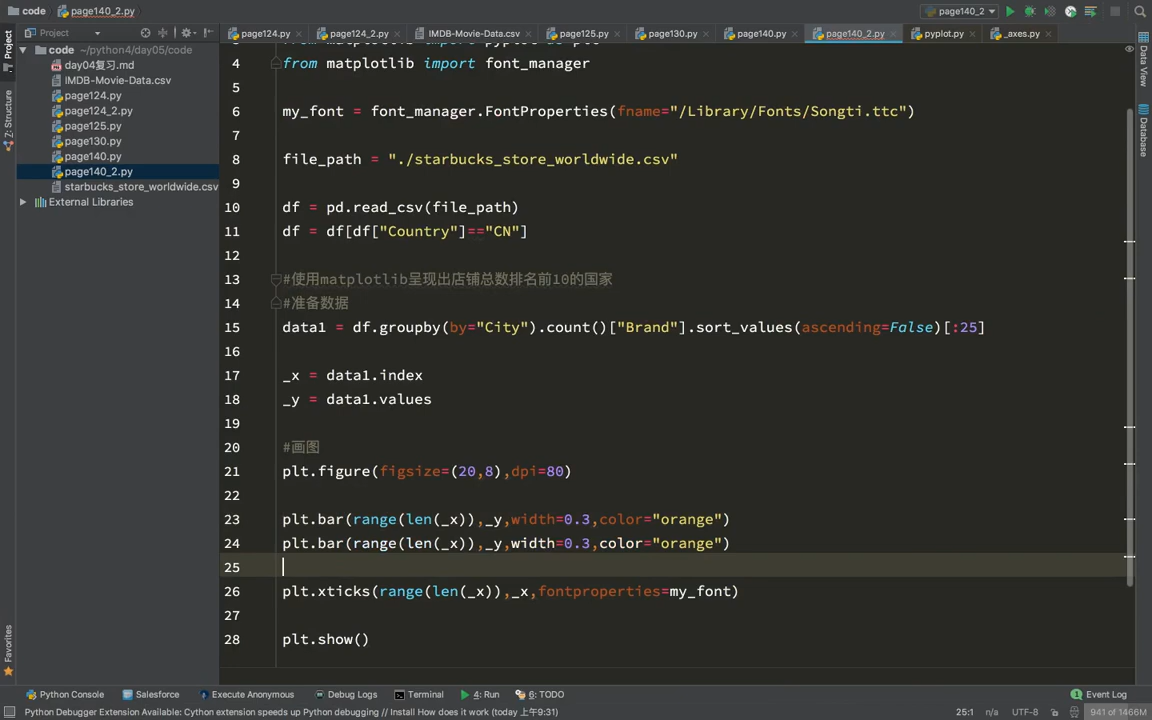 code page140_2.py page140_2
Project page124.py page124_2.py IMDB-Movie-Data.csv page125.py page130.py page140.py page140_2.py pyplot.py _axes.py
Project
Z: Structure
Favorites
code ~/python4/day05/code
day04复习.md
IMDB-Movie-Data.csv
page124.py
page124_2.py
page125.py
page130.py
page140.py
page140_2.py
starbucks_store_worldwide.csv
External Libraries
4 from matplotlib import font_manager
5
6 my_font = font_manager.FontProperties(fname="/Library/Fonts/Songti.ttc")
7
8 file_path = "./starbucks_store_worldwide.csv"
9
10 df = pd.read_csv(file_path)
11 df = df[df["Country"]=="CN"]
12
13 #使用matplotlib呈现出店铺总数排名前10的国家
14 #准备数据
15 data1 = df.groupby(by="City").count()["Brand"].sort_values(ascending=False)[:25]
16
17 _x = data1.index
18 _y = data1.values
19
20 #画图
21 plt.figure(figsize=(20,8),dpi=80)
22
23 plt.bar(range(len(_x)),_y,width=0.3,color="orange")
24 plt.bar(range(len(_x)),_y,width=0.3,color="orange")
25
26 plt.xticks(range(len(_x)),_x,fontproperties=my_font)
27
28 plt.show()
Data View
Database
Python Console Salesforce Execute Anonymous Debug Logs Terminal 4: Run 6: TODO Event Log
Python Debugger Extension Available: Cython extension speeds up Python debugging // Install How does it work (today 上午9:31) 25:1 n/a UTF-8 941 of 1466M